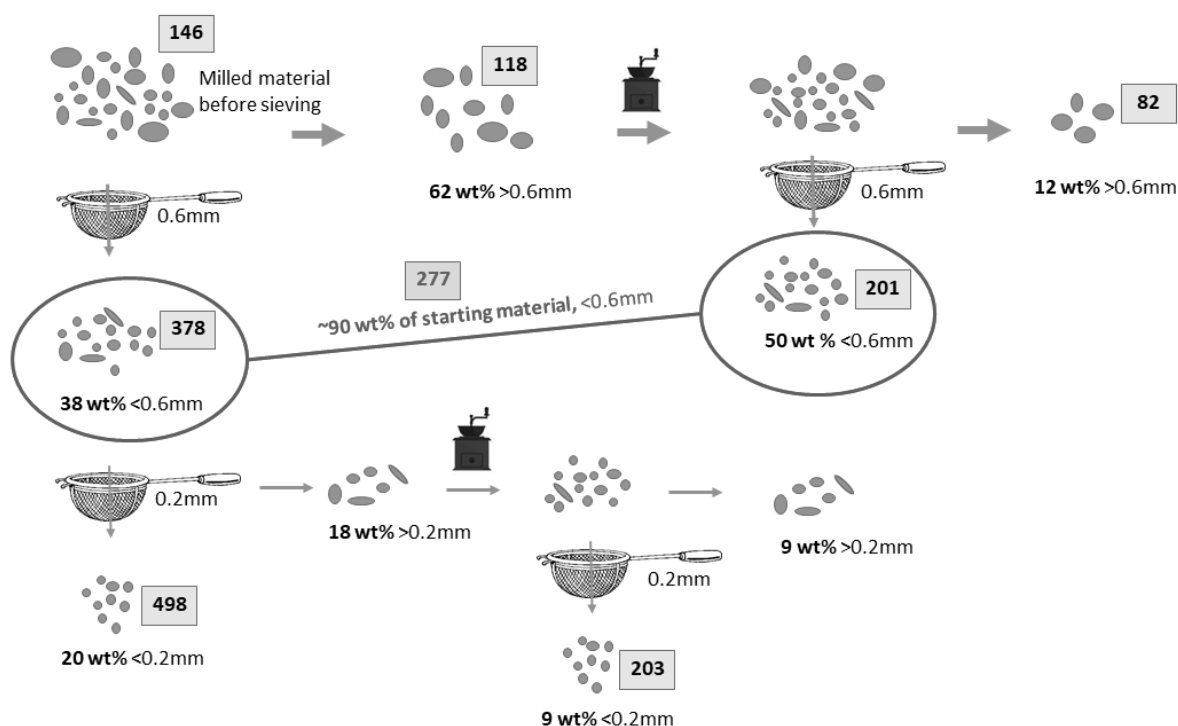 146
Milled material
before sieving
118
62 wt% >0.6mm
82
12 wt% >0.6mm
0.6mm
0.6mm
277
~90 wt% of starting material, <0.6mm
378
38 wt% <0.6mm
201
50 wt % <0.6mm
0.2mm
18 wt% >0.2mm
9 wt% >0.2mm
0.2mm
498
20 wt% <0.2mm
203
9 wt% <0.2mm